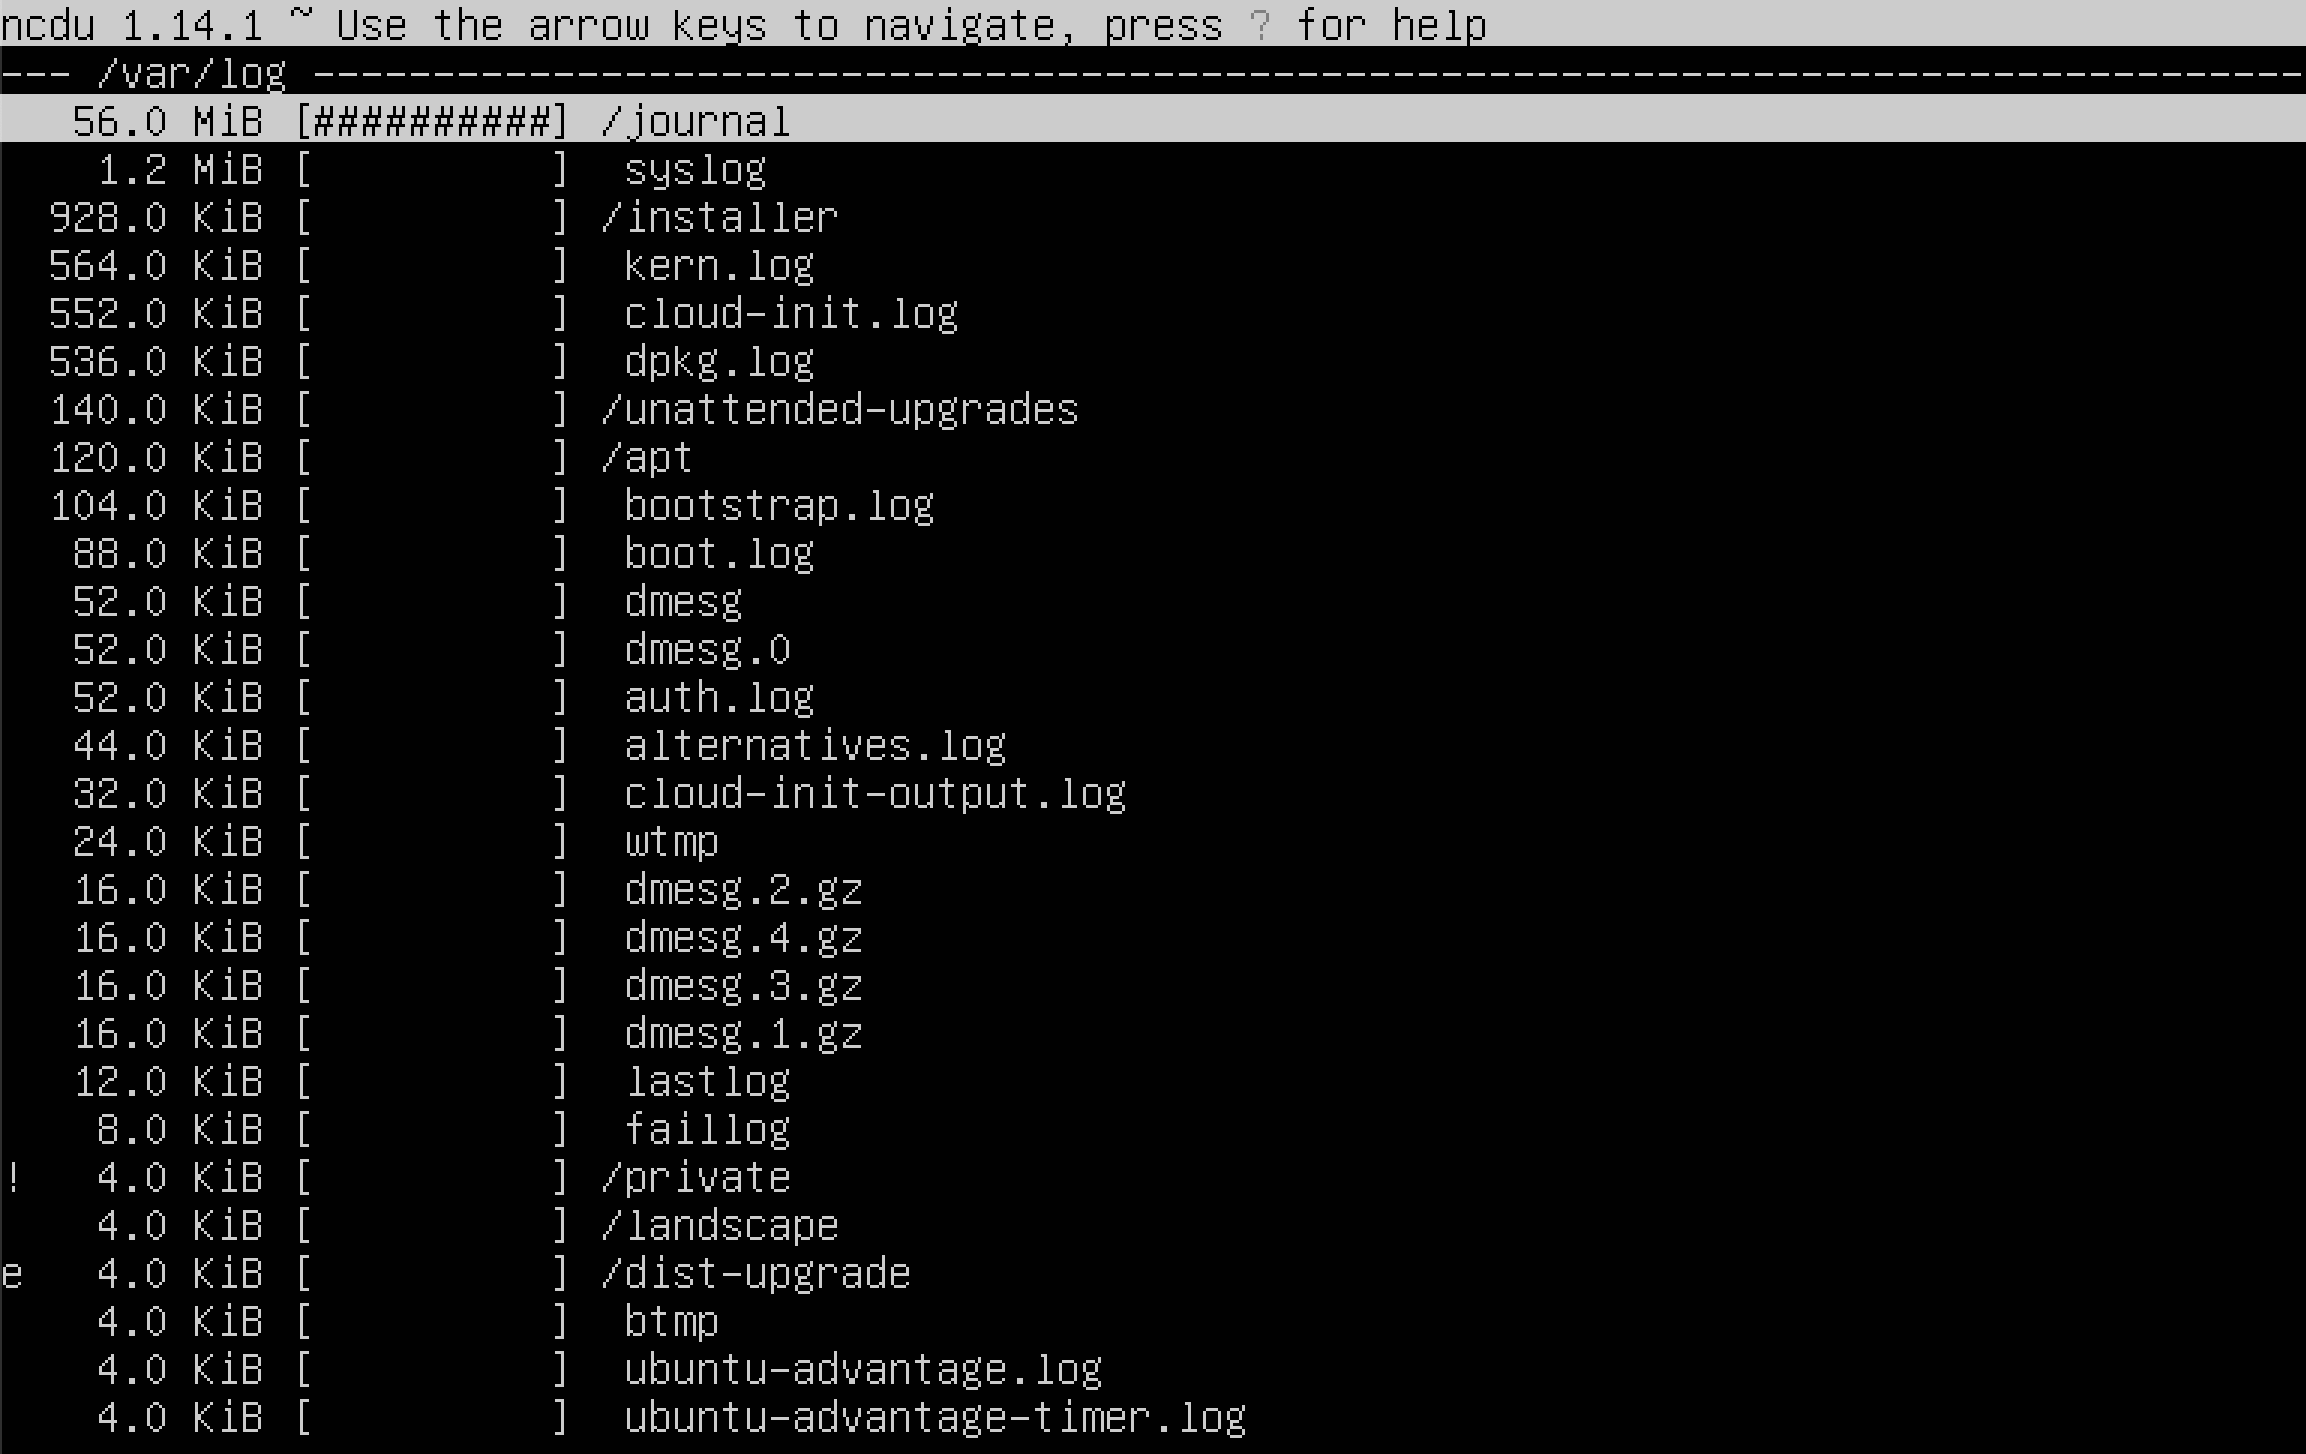 ncdu 1.14.1 ~ Use the arrow keys to navigate, press ? for help
--- /var/log -----------------------------------------------------------------------------------
   56.0 MiB [##########] /journal
    1.2 MiB [          ]  syslog
  928.0 KiB [          ] /installer
  564.0 KiB [          ]  kern.log
  552.0 KiB [          ]  cloud-init.log
  536.0 KiB [          ]  dpkg.log
  140.0 KiB [          ] /unattended-upgrades
  120.0 KiB [          ] /apt
  104.0 KiB [          ]  bootstrap.log
   88.0 KiB [          ]  boot.log
   52.0 KiB [          ]  dmesg
   52.0 KiB [          ]  dmesg.0
   52.0 KiB [          ]  auth.log
   44.0 KiB [          ]  alternatives.log
   32.0 KiB [          ]  cloud-init-output.log
   24.0 KiB [          ]  wtmp
   16.0 KiB [          ]  dmesg.2.gz
   16.0 KiB [          ]  dmesg.4.gz
   16.0 KiB [          ]  dmesg.3.gz
   16.0 KiB [          ]  dmesg.1.gz
   12.0 KiB [          ]  lastlog
    8.0 KiB [          ]  faillog
!   4.0 KiB [          ] /private
    4.0 KiB [          ] /landscape
e   4.0 KiB [          ] /dist-upgrade
    4.0 KiB [          ]  btmp
    4.0 KiB [          ]  ubuntu-advantage.log
    4.0 KiB [          ]  ubuntu-advantage-timer.log